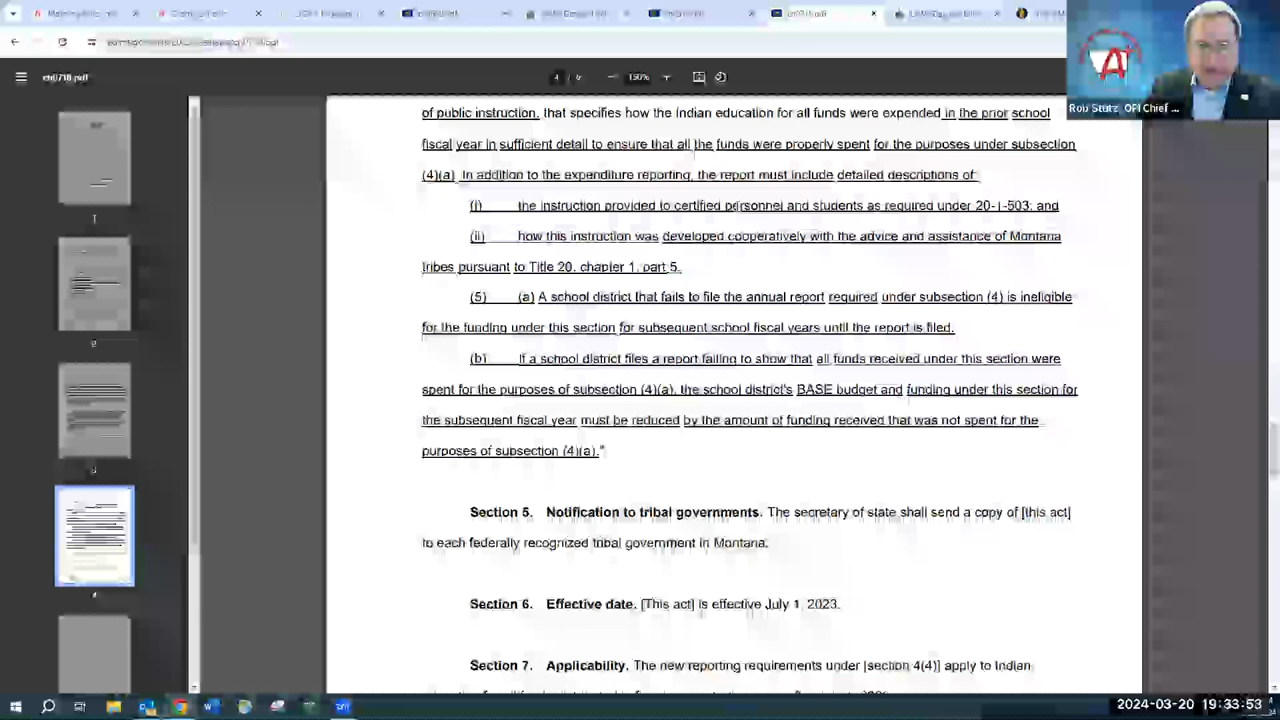 4 / 6
150%
Rob Stutz, OPI Chief ...
of public instruction, that specifies how the Indian education for all funds were expended in the prior school
fiscal year in sufficient detail to ensure that all the funds were properly spent for the purposes under subsection
(4)(a). In addition to the expenditure reporting, the report must include detailed descriptions of:
(i) the instruction provided to certified personnel and students as required under 20-1-503; and
(ii) how this instruction was developed cooperatively with the advice and assistance of Montana
tribes pursuant to Title 20, chapter 1, part 5.
(5) (a) A school district that fails to file the annual report required under subsection (4) is ineligible
for the funding under this section for subsequent school fiscal years until the report is filed.
(b) If a school district files a report failing to show that all funds received under this section were
spent for the purposes of subsection (4)(a), the school district's BASE budget and funding under this section for
the subsequent fiscal year must be reduced by the amount of funding received that was not spent for the
purposes of subsection (4)(a)."
Section 5. Notification to tribal governments. The secretary of state shall send a copy of [this act]
to each federally recognized tribal government in Montana.
Section 6. Effective date. [This act] is effective July 1, 2023.
Section 7. Applicability. The new reporting requirements under [section 4(4)] apply to Indian
2024-03-20 19:33:53